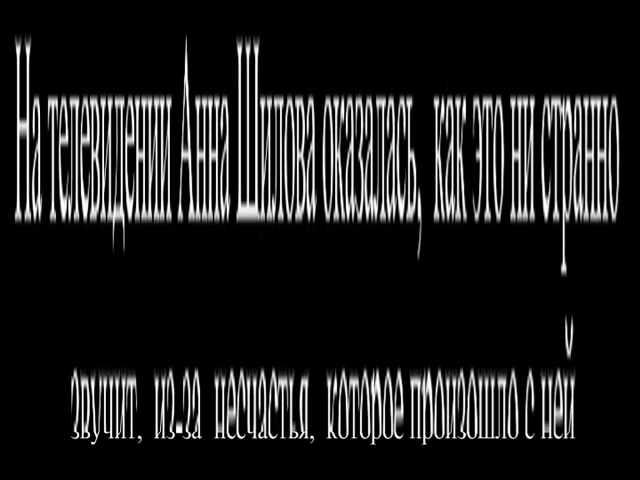 На телевидении Анна Шилова оказалась, как это ни странно
звучит, из-за несчастья, которое произошло с ней